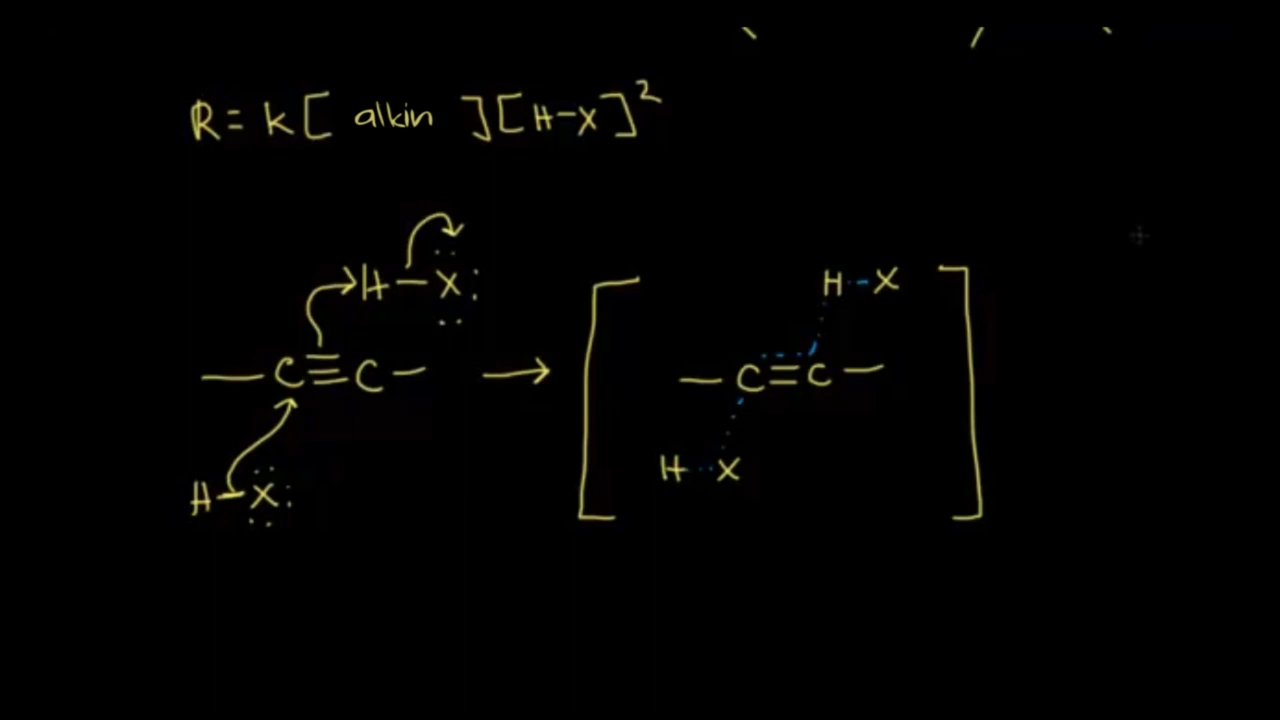 R = k[ alkin ][H-X]²
H-X
-C≡C- →
H-X
H-X
-C=C-
H X